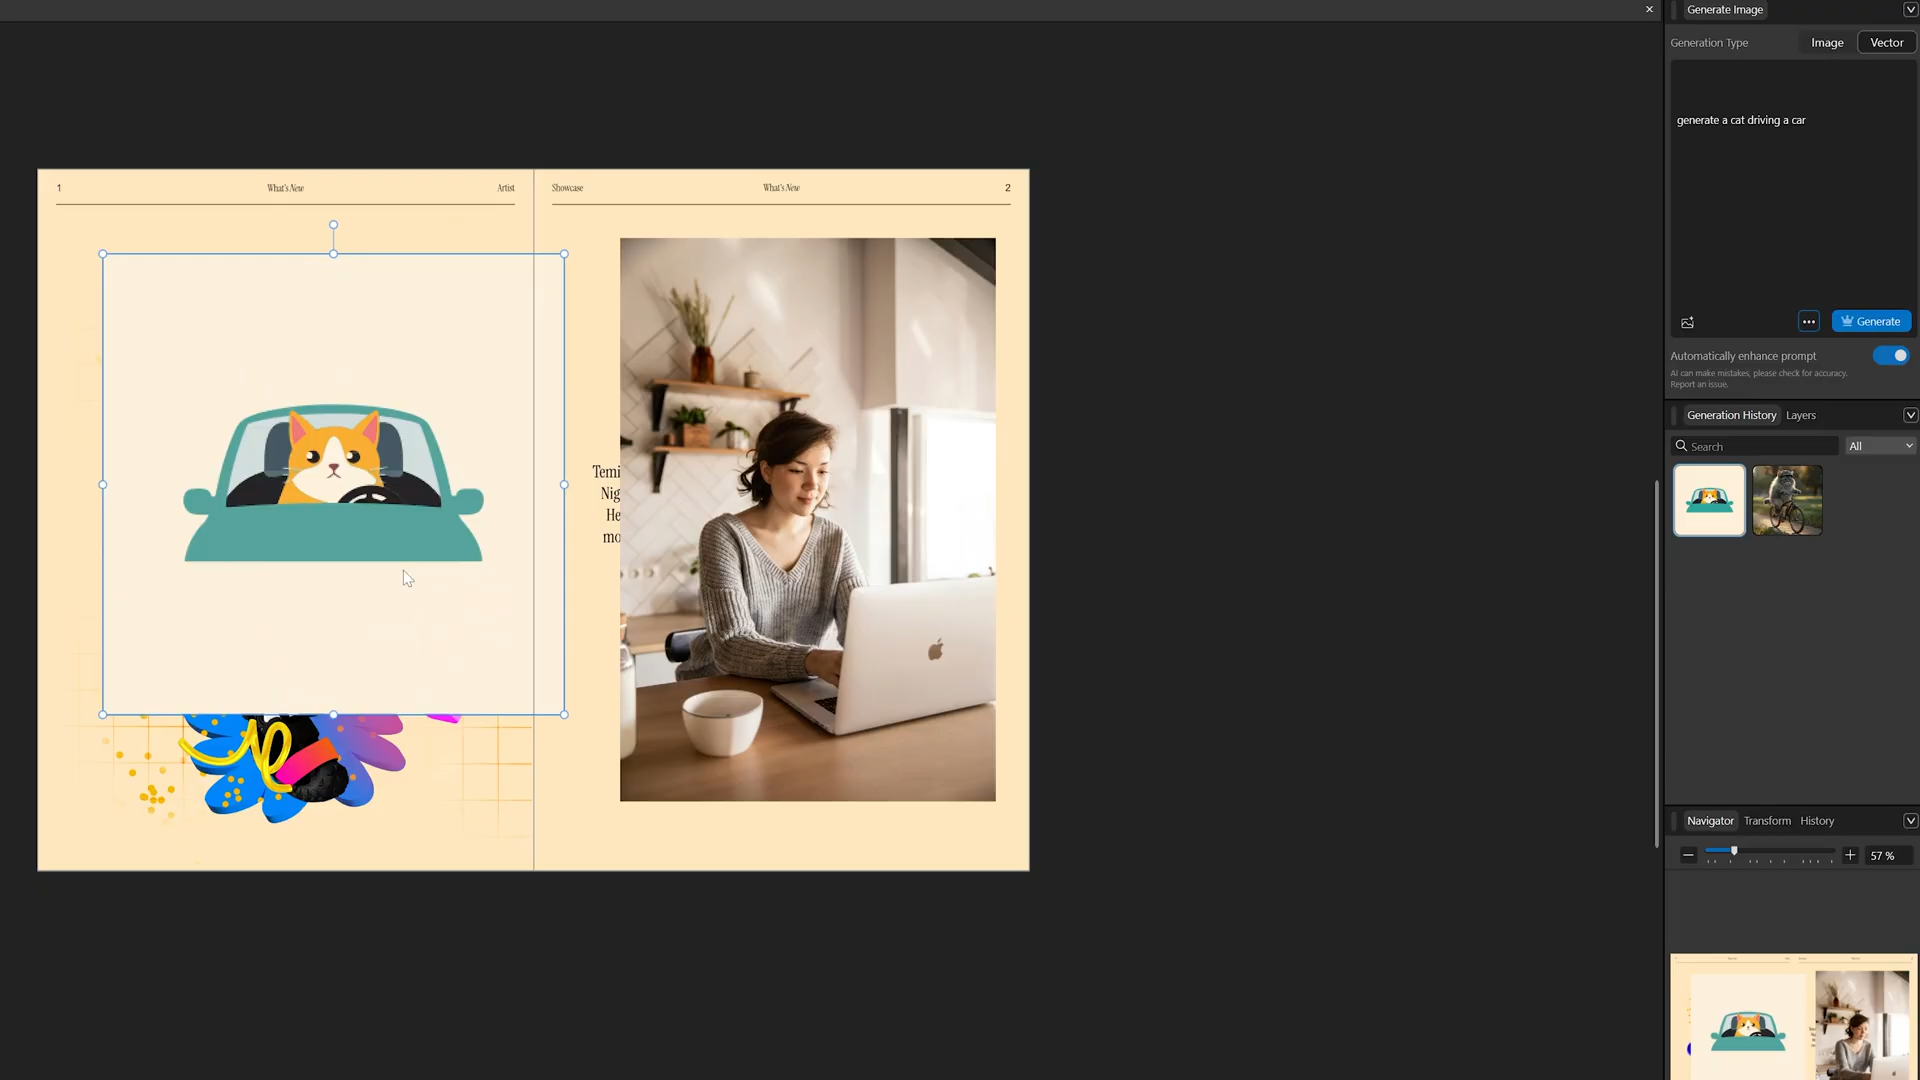 Generate Image
Generation Type Image Vector
generate a cat driving a car
Generate
Automatically enhance prompt
AI can make mistakes, please check for accuracy.
Report an issue.
Generation History Layers
Search All
Navigator Transform History
57 %
1 What's New Artist
Showcase What's New 2
Temi
Nig
He
mo